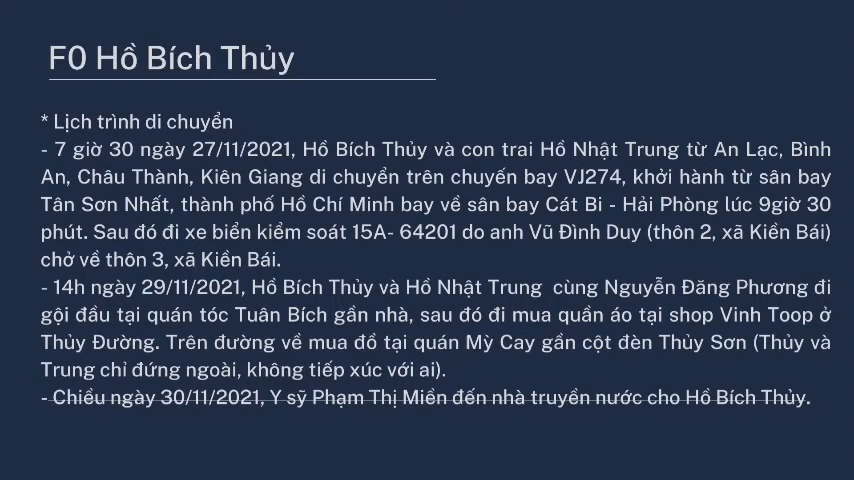 F0 Hồ Bích Thủy
* Lịch trình di chuyển
- 7 giờ 30 ngày 27/11/2021, Hồ Bích Thủy và con trai Hồ Nhật Trung từ An Lạc, Bình
An, Châu Thành, Kiên Giang di chuyển trên chuyến bay VJ274, khởi hành từ sân bay
Tân Sơn Nhất, thành phố Hồ Chí Minh bay về sân bay Cát Bi - Hải Phòng lúc 9giờ 30
phút. Sau đó đi xe biển kiểm soát 15A- 64201 do anh Vũ Đình Duy (thôn 2, xã Kiền Bái)
chở về thôn 3, xã Kiền Bái.
- 14h ngày 29/11/2021, Hồ Bích Thủy và Hồ Nhật Trung cùng Nguyễn Đăng Phương đi
gội đầu tại quán tóc Tuân Bích gần nhà, sau đó đi mua quần áo tại shop Vinh Toop ở
Thủy Đường. Trên đường về mua đồ tại quán Mỳ Cay gần cột đèn Thủy Sơn (Thủy và
Trung chỉ đứng ngoài, không tiếp xúc với ai).
- Chiều ngày 30/11/2021, Y sỹ Phạm Thị Miền đến nhà truyền nước cho Hồ Bích Thủy.